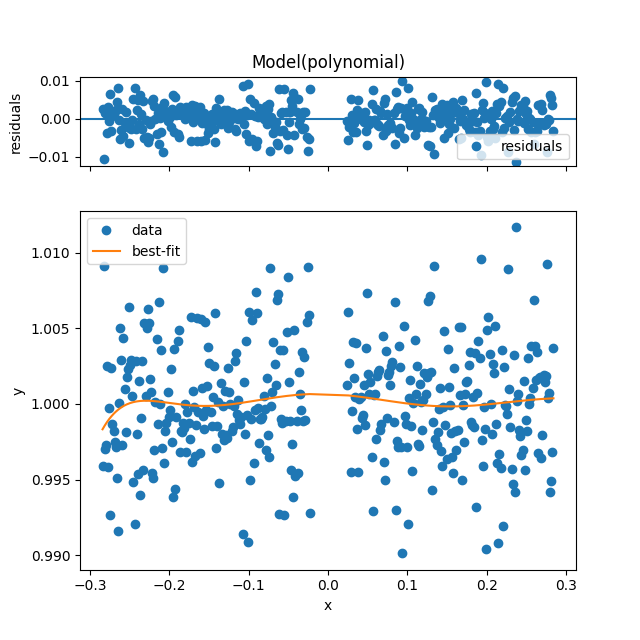 Model(polynomial)
residuals
0.01
0.00
−0.01
residuals
y
data
best-fit
1.010
1.005
1.000
0.995
0.990
−0.3
−0.2
−0.1
0.0
0.1
0.2
0.3
x